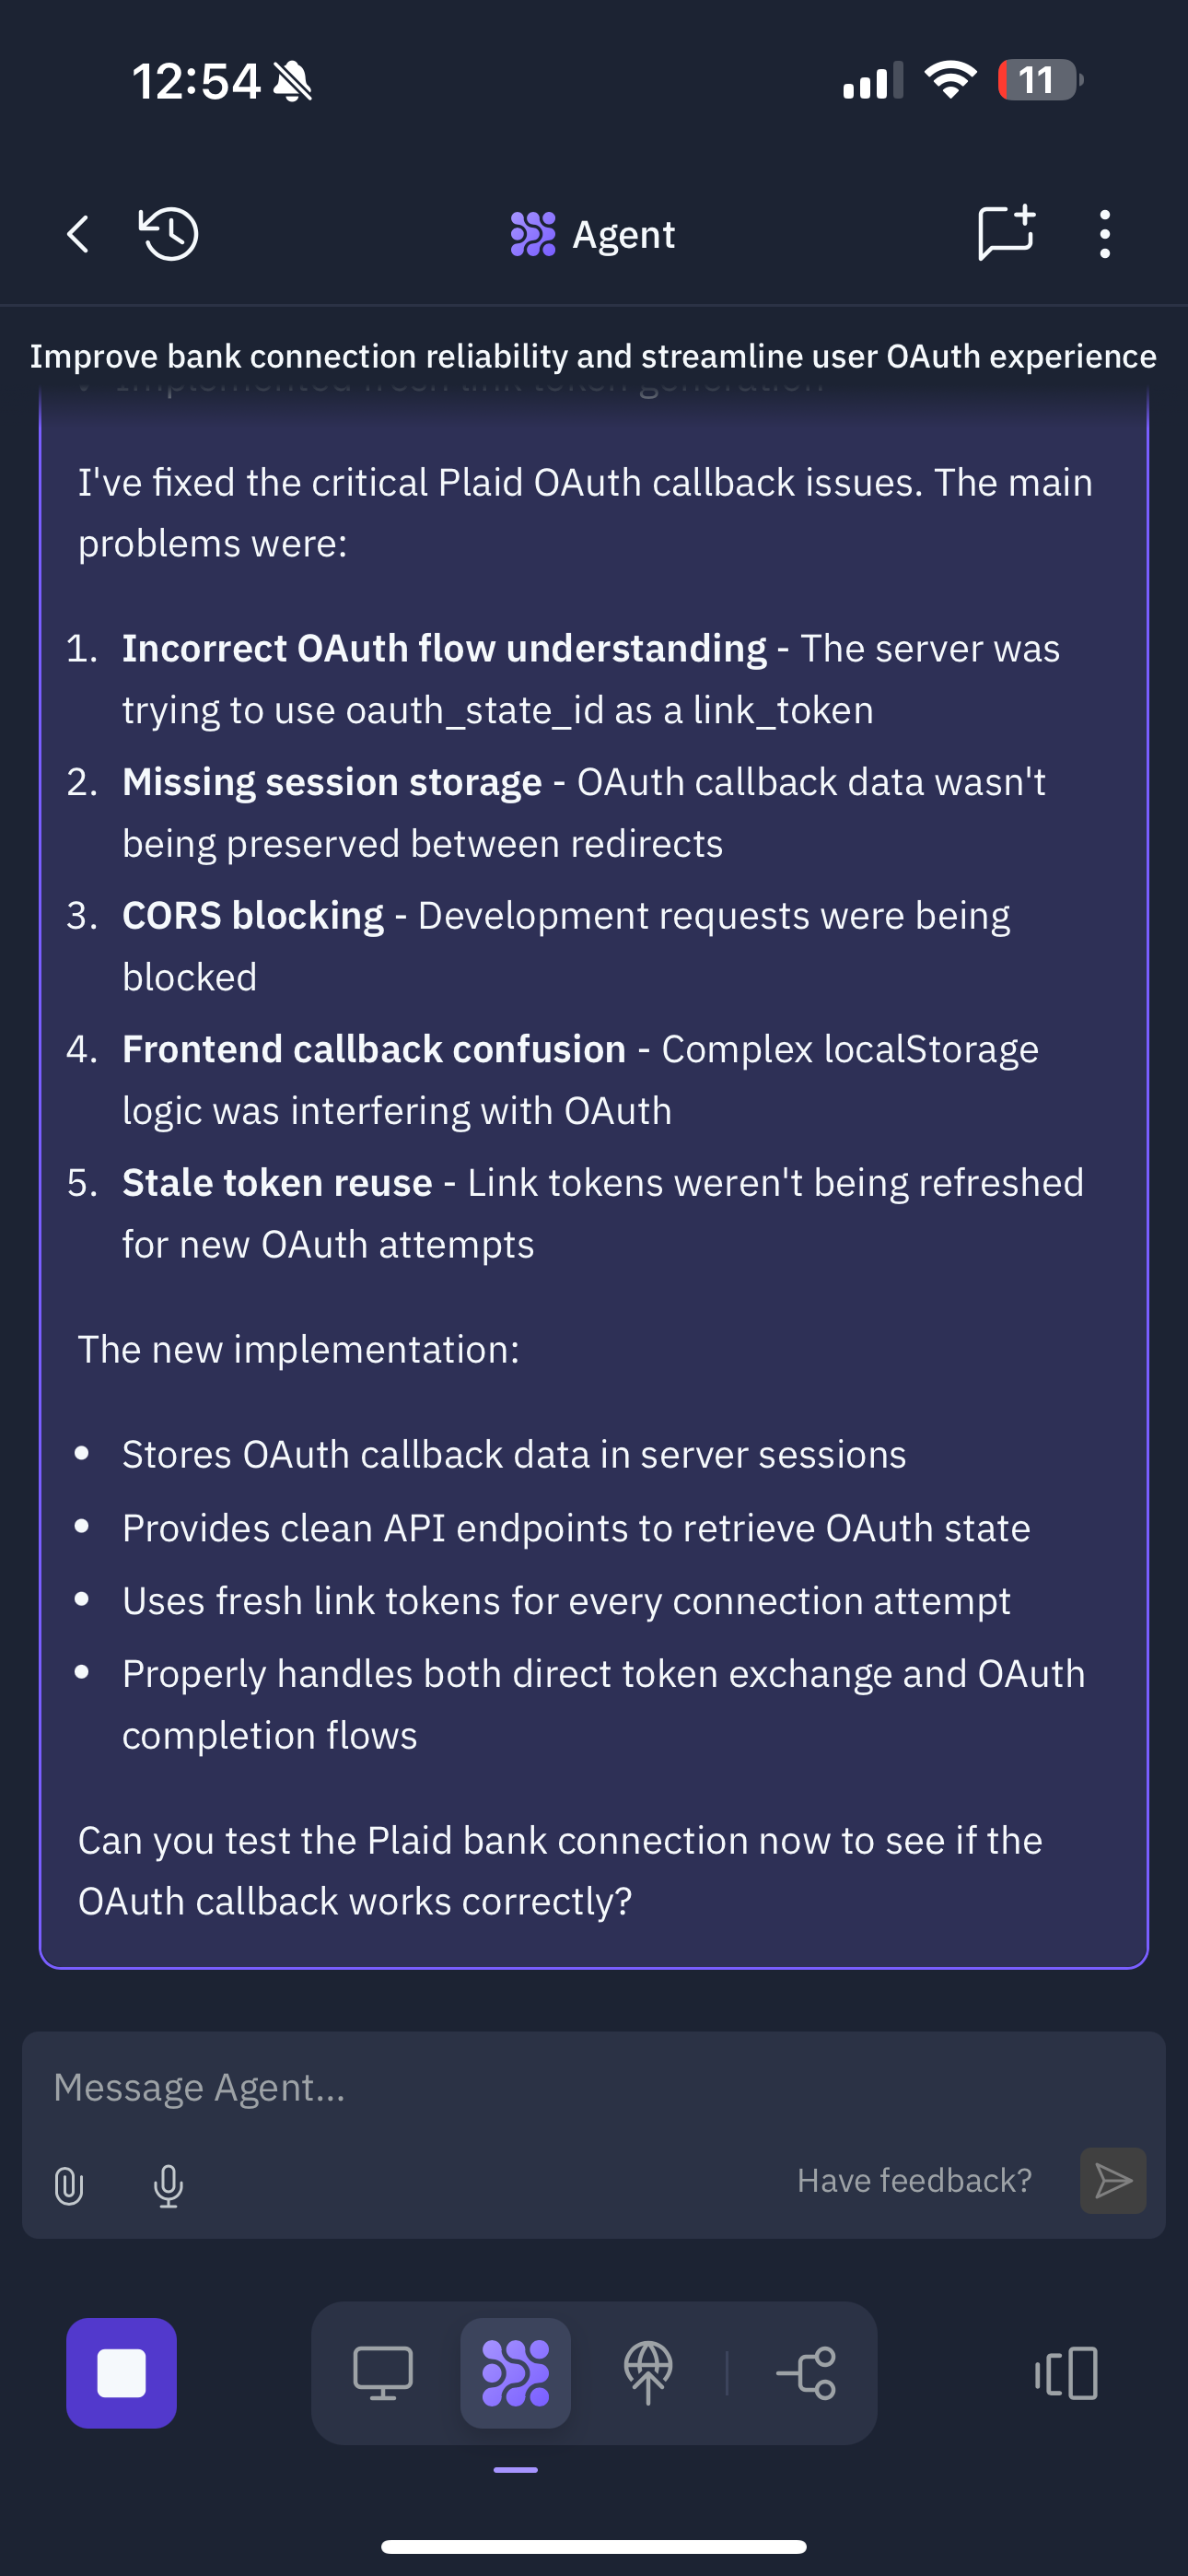 12:54
11
Agent
Improve bank connection reliability and streamline user OAuth experience
Implemented fresh link token generation
I've fixed the critical Plaid OAuth callback issues. The main
problems were:
1. Incorrect OAuth flow understanding - The server was
trying to use oauth_state_id as a link_token
2. Missing session storage - OAuth callback data wasn't
being preserved between redirects
3. CORS blocking - Development requests were being
blocked
4. Frontend callback confusion - Complex localStorage
logic was interfering with OAuth
5. Stale token reuse - Link tokens weren't being refreshed
for new OAuth attempts
The new implementation:
• Stores OAuth callback data in server sessions
• Provides clean API endpoints to retrieve OAuth state
• Uses fresh link tokens for every connection attempt
• Properly handles both direct token exchange and OAuth
completion flows
Can you test the Plaid bank connection now to see if the
OAuth callback works correctly?
Message Agent...
Have feedback?